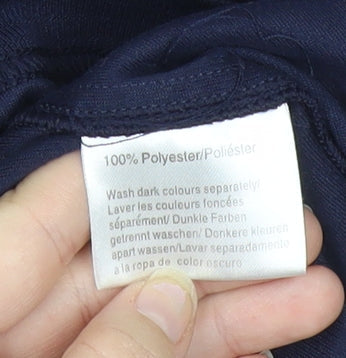 100% Polyester/Poliéster
Wash dark colours separately/
Laver les couleurs foncées
séparément/ Dunkle Farben
getrennt waschen/ Donkere kleuren
apart wassen/Lavar separadamento
a la ropa de color oscuro